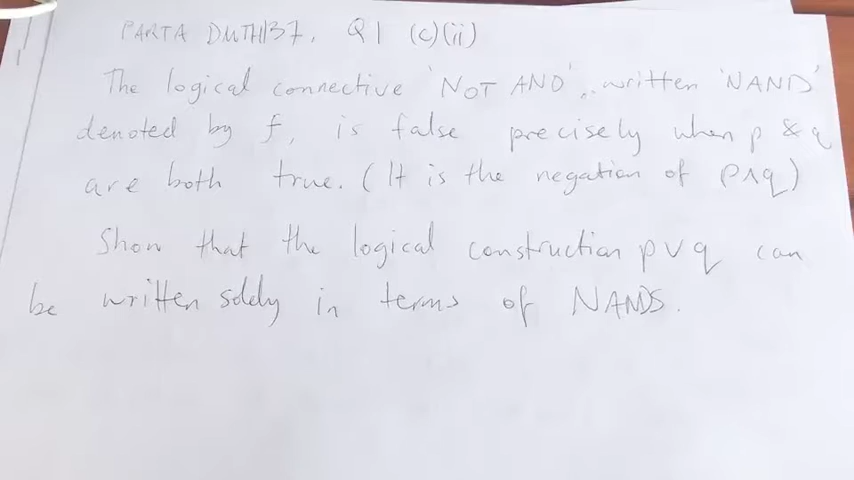 PARTA DMTH137, Q1 (c)(ii)
The logical connective 'NOT AND', written 'NAND'
denoted by f, is false precisely when p & q
are both true. (It is the negation of p∧q)
Show that the logical construction p∨q can
be written solely in terms of NANDS.